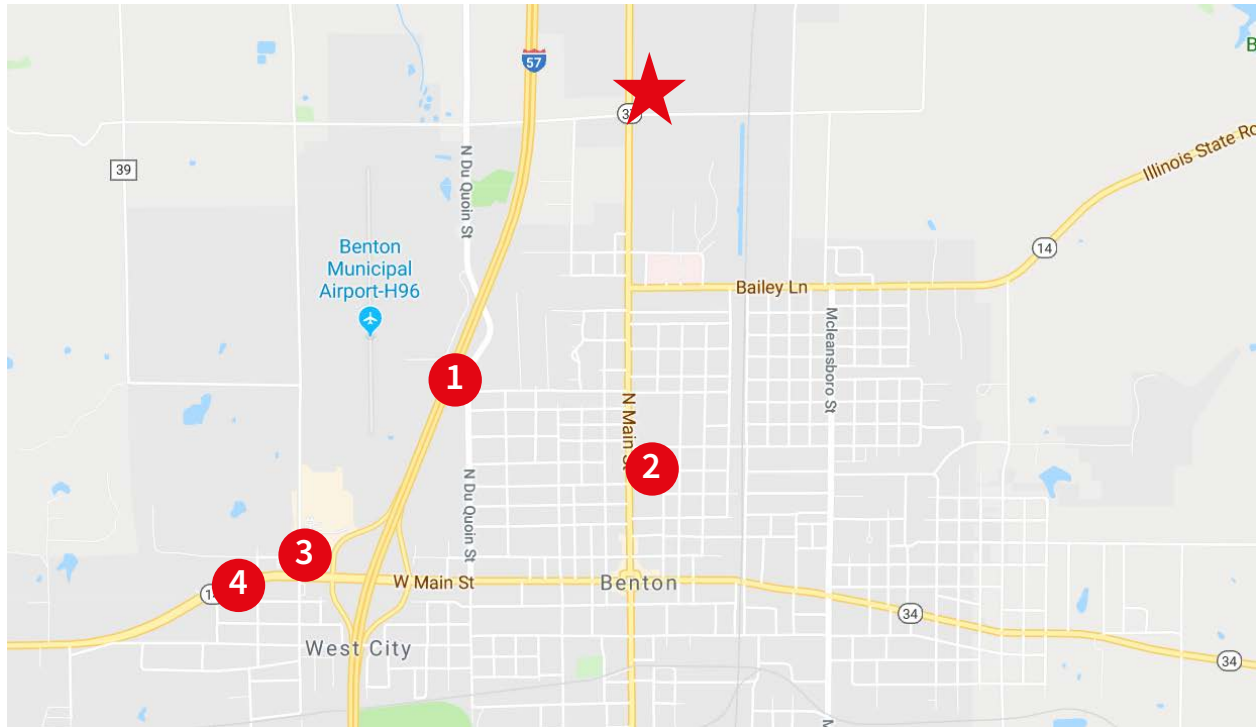 57
37
39
N Du Quoin St
Illinois State Ro
14
Benton
Municipal
Airport-H96
Bailey Ln
Mcleansboro St
1
N Main St
2
N Du Quoin St
3
4
W Main St
Benton
34
West City
34